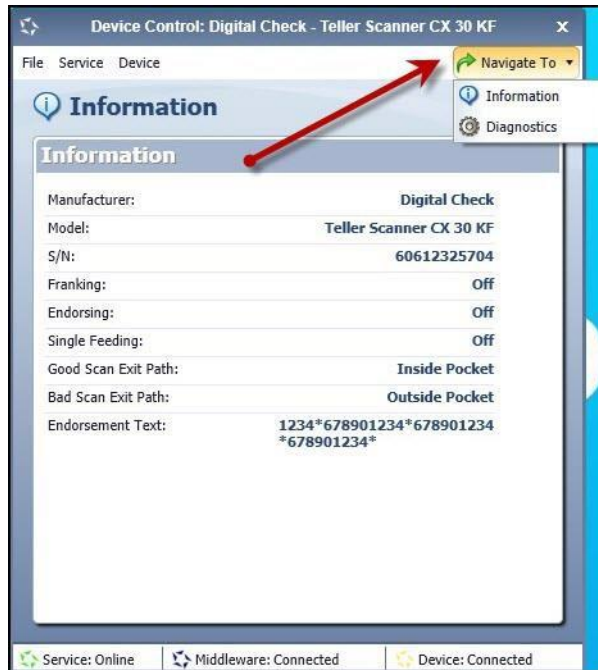 Device Control: Digital Check - Teller Scanner CX 30 KF x
File Service Device Navigate To
Information
Diagnostics
Information
Information
Manufacturer: Digital Check
Model: Teller Scanner CX 30 KF
S/N: 60612325704
Franking: Off
Endorsing: Off
Single Feeding: Off
Good Scan Exit Path: Inside Pocket
Bad Scan Exit Path: Outside Pocket
Endorsement Text: 1234*678901234*678901234
*678901234*
Service: Online Middleware: Connected Device: Connected